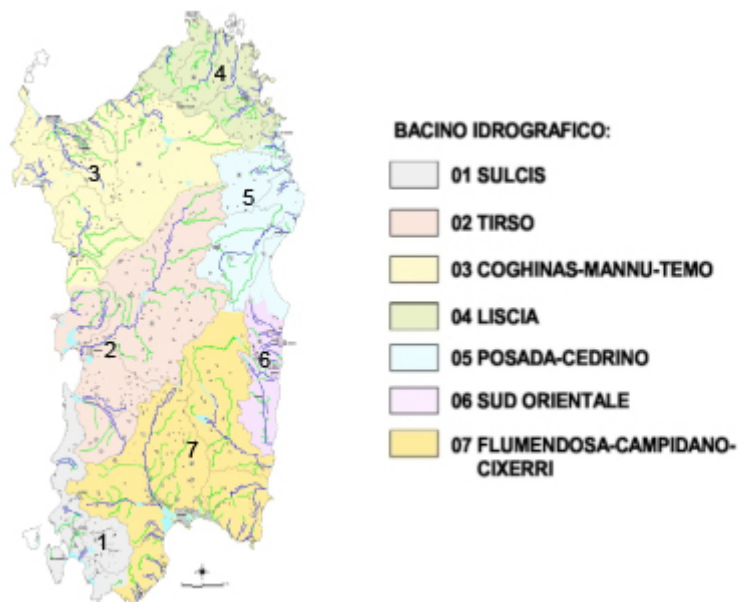 4
3
5
2
6
7
1
BACINO IDROGRAFICO:
01 SULCIS
02 TIRSO
03 COGHINAS-MANNU-TEMO
04 LISCIA
05 POSADA-CEDRINO
06 SUD ORIENTALE
07 FLUMENDOSA-CAMPIDANO-
CIXERRI